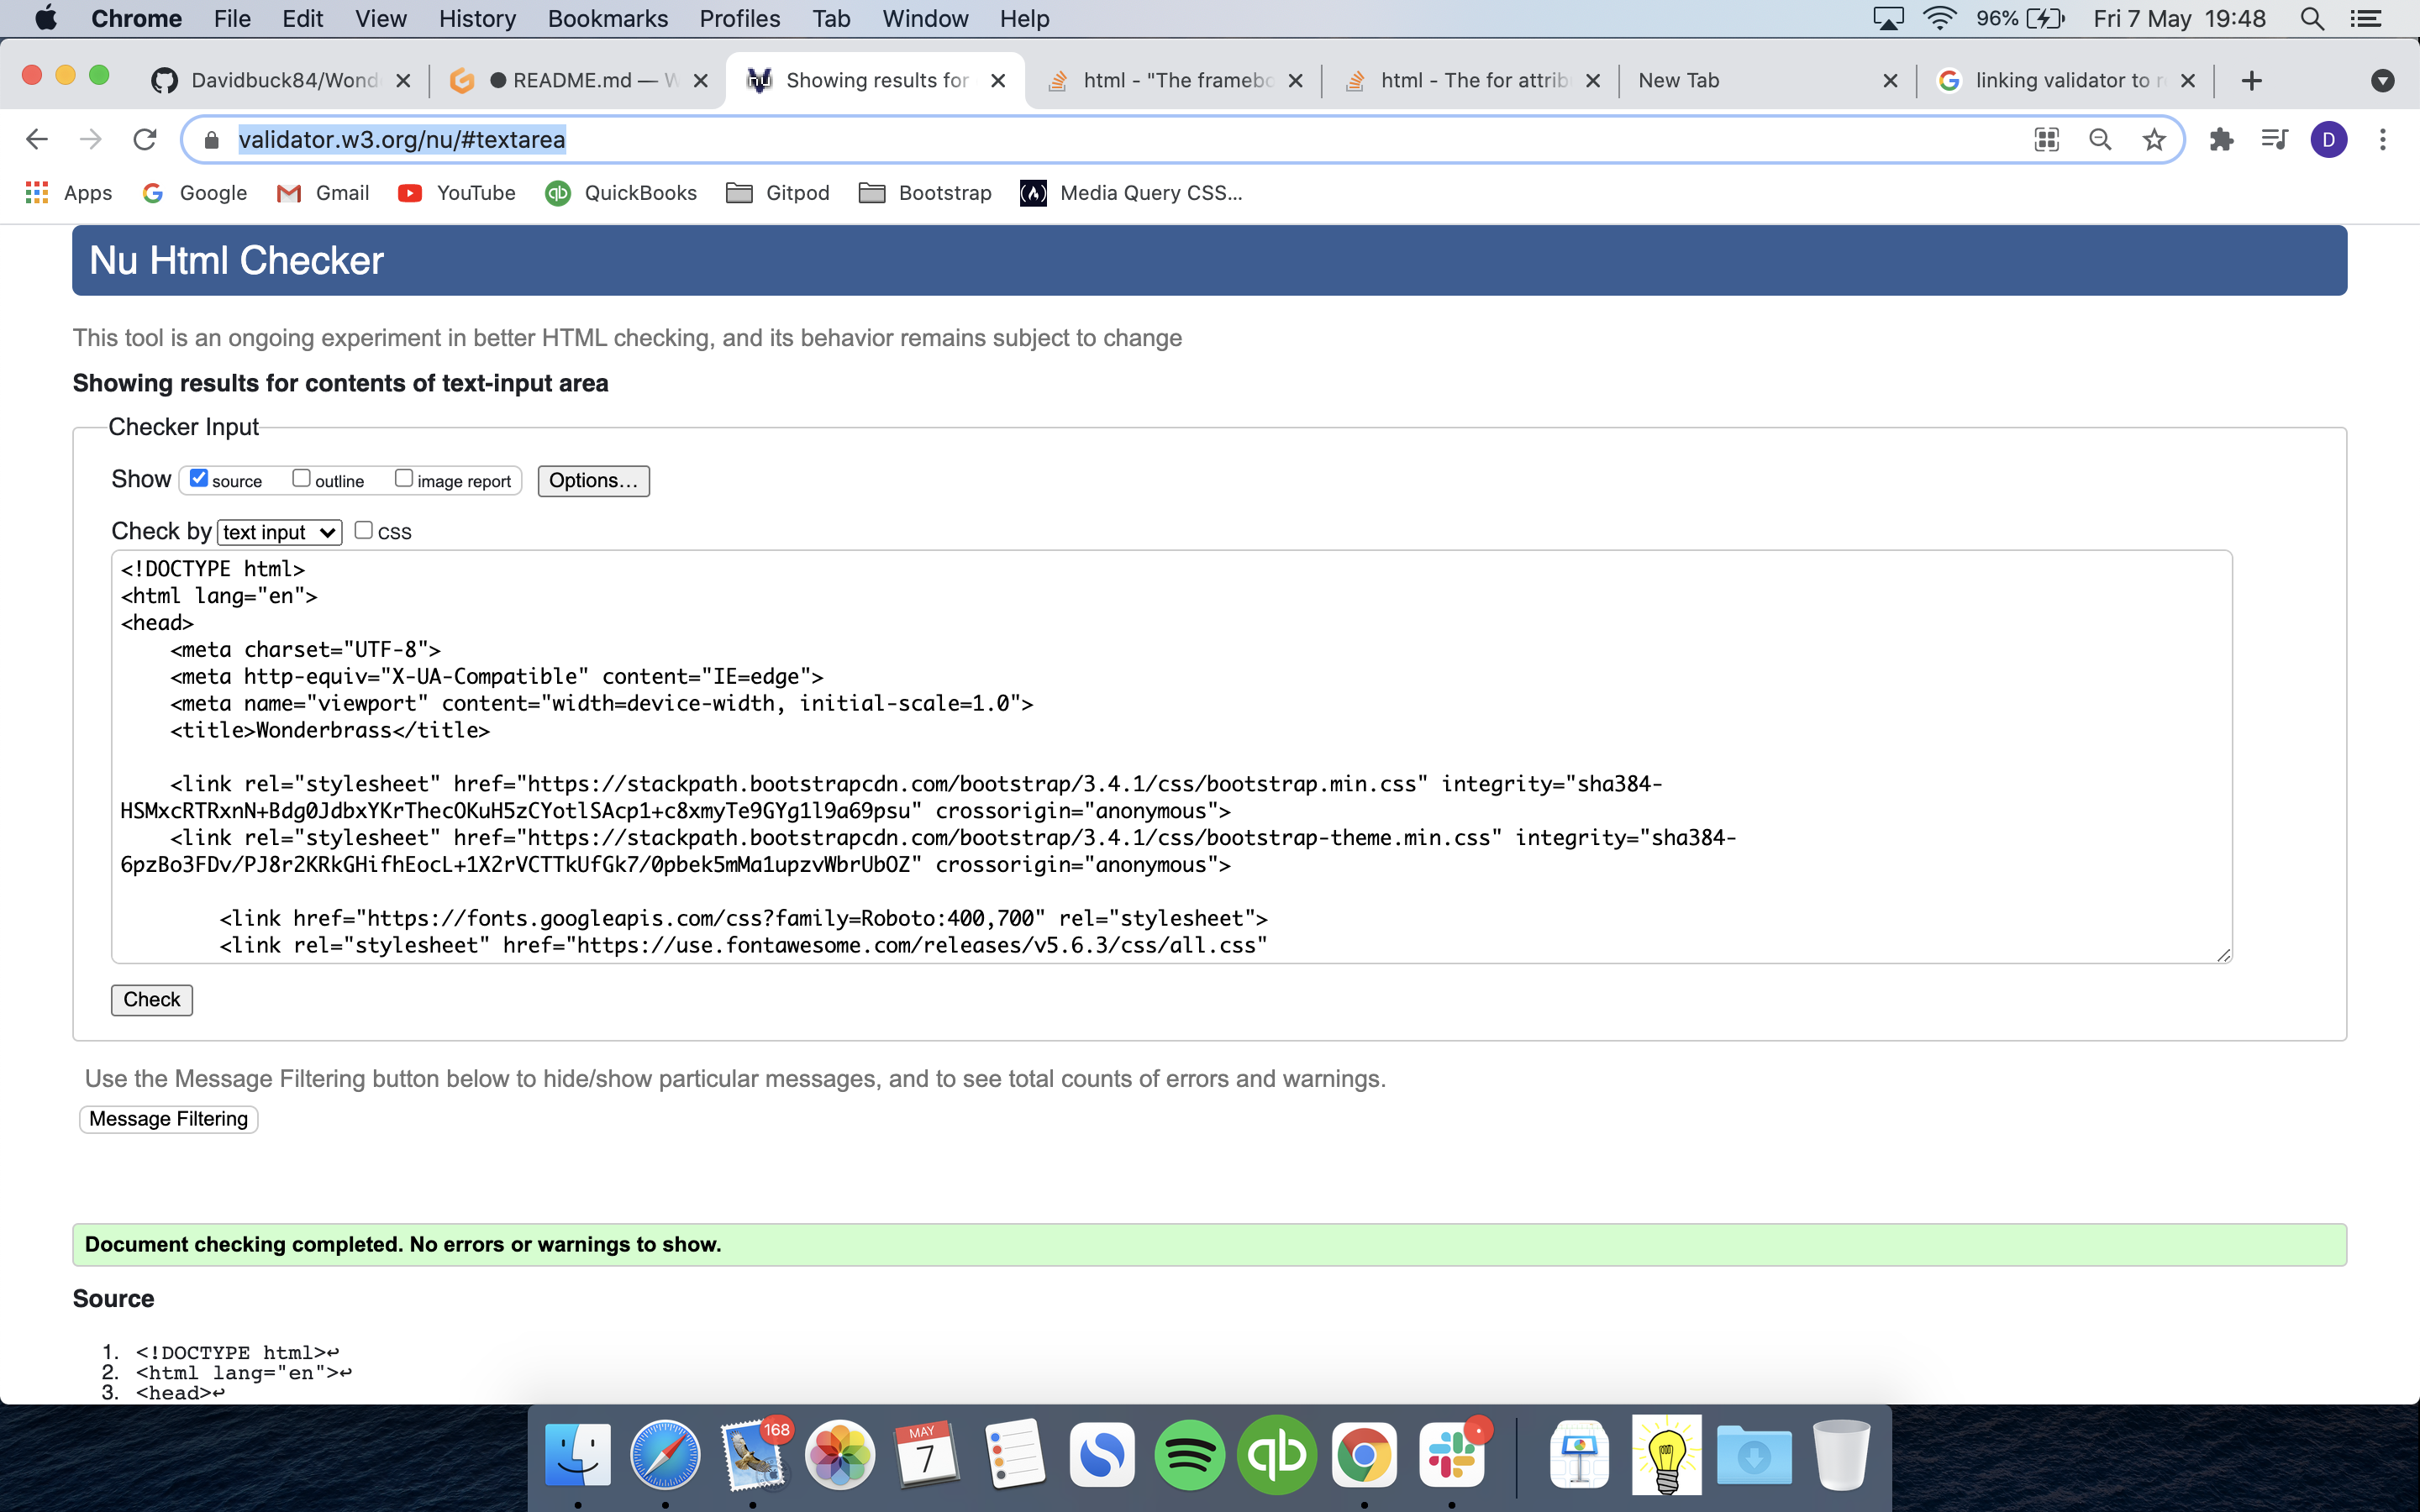 Chrome File Edit View History Bookmarks Profiles Tab Window Help 96% Fri 7 May 19:48
Davidbuck84/Wond README.md — W Showing results for html - "The framebo html - The for attrib New Tab linking validator to r
validator.w3.org/nu/#textarea D
Apps Google Gmail YouTube QuickBooks Gitpod Bootstrap Media Query CSS...
Nu Html Checker
This tool is an ongoing experiment in better HTML checking, and its behavior remains subject to change
Showing results for contents of text-input area
Checker Input
Show source outline image report Options...
Check by text input CSS
<!DOCTYPE html>
<html lang="en">
<head>
<meta charset="UTF-8">
<meta http-equiv="X-UA-Compatible" content="IE=edge">
<meta name="viewport" content="width=device-width, initial-scale=1.0">
<title>Wonderbrass</title>
<link rel="stylesheet" href="https://stackpath.bootstrapcdn.com/bootstrap/3.4.1/css/bootstrap.min.css" integrity="sha384-
HSMxcRTRxnN+Bdg0JdbxYKrThecOKuH5zCYotlSAcp1+c8xmyTe9GYg1l9a69psu" crossorigin="anonymous">
<link rel="stylesheet" href="https://stackpath.bootstrapcdn.com/bootstrap/3.4.1/css/bootstrap-theme.min.css" integrity="sha384-
6pzBo3FDv/PJ8r2KRkGHifhEocL+1X2rVCTTkUfGk7/0pbek5mMa1upzvWbrUbOZ" crossorigin="anonymous">
<link href="https://fonts.googleapis.com/css?family=Roboto:400,700" rel="stylesheet">
<link rel="stylesheet" href="https://use.fontawesome.com/releases/v5.6.3/css/all.css"
Check
Use the Message Filtering button below to hide/show particular messages, and to see total counts of errors and warnings.
Message Filtering
Document checking completed. No errors or warnings to show.
Source
1. <!DOCTYPE html>↩
2. <html lang="en">↩
3. <head>↩
168 MAY 7 qb